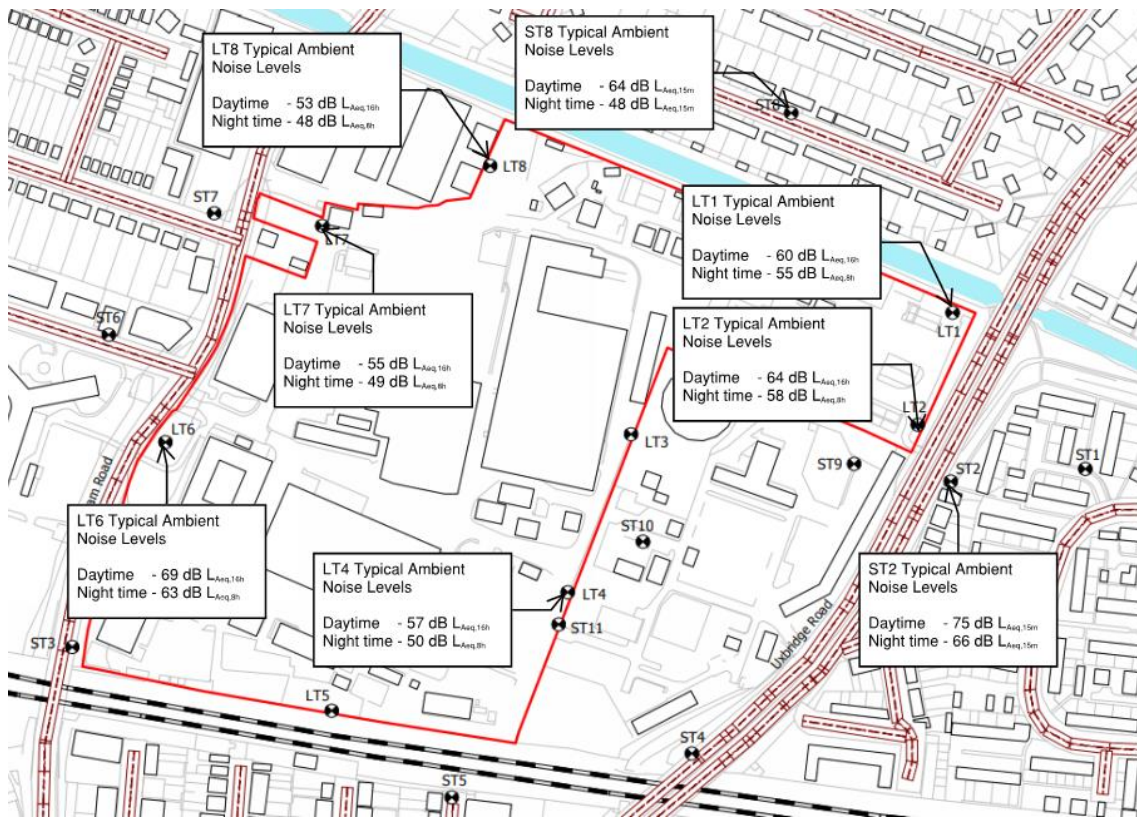 LT8 Typical Ambient
Noise Levels
Daytime - 53 dB LAeq,16h
Night time - 48 dB LAeq,8h
ST8 Typical Ambient
Noise Levels
Daytime - 64 dB LAeq,15m
Night time - 48 dB LAeq,15m
ST8
LT8
ST7
LT7
LT1 Typical Ambient
Noise Levels
Daytime - 60 dB LAeq,16h
Night time - 55 dB LAeq,8h
LT7 Typical Ambient
Noise Levels
Daytime - 55 dB LAeq,16h
Night time - 49 dB LAeq,8h
ST6
LT1
LT2 Typical Ambient
Noise Levels
Daytime - 64 dB LAeq,16h
Night time - 58 dB LAeq,8h
LT2
LT6
LT3
ST9
ST2
ST1
am Road
LT6 Typical Ambient
Noise Levels
Daytime - 69 dB LAeq,16h
Night time - 63 dB LAeq,8h
ST10
LT4 Typical Ambient
Noise Levels
Daytime - 57 dB LAeq,16h
Night time - 50 dB LAeq,8h
LT4
ST11
ST2 Typical Ambient
Noise Levels
Daytime - 75 dB LAeq,15m
Night time - 66 dB LAeq,15m
Uxbridge Road
ST3
LT5
ST4
ST5